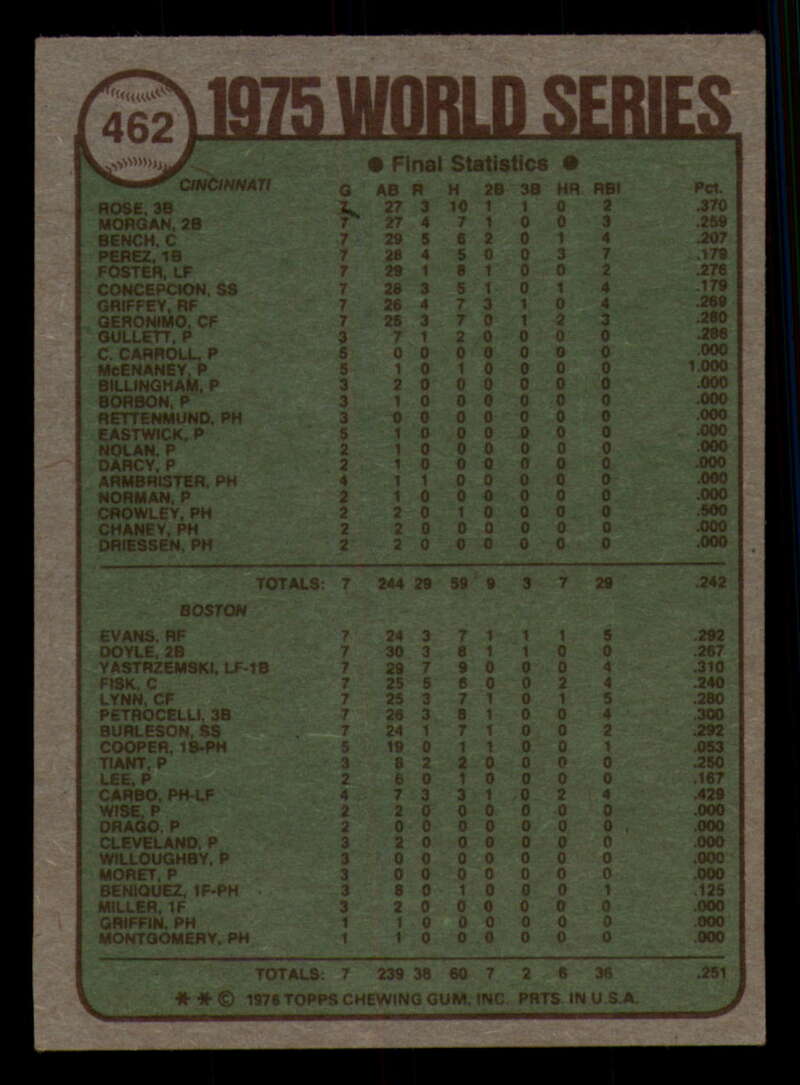 462
1975 WORLD SERIES
● Final Statistics ●
CINCINNATI G AB R H 2B 3B HR RBI Pct.
ROSE, 3B 7 27 3 10 1 1 0 2 .370
MORGAN, 2B 7 27 4 7 1 0 0 3 .259
BENCH, C 7 29 5 6 2 0 1 4 .207
PEREZ, 1B 7 28 4 5 0 0 3 7 .179
FOSTER, LF 7 29 1 8 1 0 0 2 .276
CONCEPCION, SS 7 28 3 5 1 0 1 4 .179
GRIFFEY, RF 7 26 4 7 3 1 0 4 .269
GERONIMO, CF 7 25 3 7 0 1 2 3 .280
GULLETT, P 3 7 1 2 0 0 0 0 .286
C. CARROLL, P 5 0 0 0 0 0 0 0 .000
McENANEY, P 5 1 0 1 0 0 0 0 1.000
BILLINGHAM, P 3 2 0 0 0 0 0 0 .000
BORBON, P 3 1 0 0 0 0 0 0 .000
RETTENMUND, PH 3 0 0 0 0 0 0 0 .000
EASTWICK, P 5 1 0 0 0 0 0 0 .000
NOLAN, P 2 1 0 0 0 0 0 0 .000
DARCY, P 2 1 0 0 0 0 0 0 .000
ARMBRISTER, PH 4 1 1 0 0 0 0 0 .000
NORMAN, P 2 1 0 0 0 0 0 0 .000
CROWLEY, PH 2 2 0 1 0 0 0 0 .500
CHANEY, PH 2 2 0 0 0 0 0 0 .000
DRIESSEN, PH 2 2 0 0 0 0 0 0 .000
TOTALS: 7 244 29 59 9 3 7 29 .242
BOSTON
EVANS, RF 7 24 3 7 1 1 1 5 .292
DOYLE, 2B 7 30 3 8 1 1 0 0 .267
YASTRZEMSKI, LF-1B 7 29 7 9 0 0 0 4 .310
FISK, C 7 25 5 6 0 0 2 4 .240
LYNN, CF 7 25 3 7 1 0 1 5 .280
PETROCELLI, 3B 7 26 3 8 1 0 0 4 .300
BURLESON, SS 7 24 1 7 1 0 0 2 .292
COOPER, 1B-PH 5 19 0 1 1 0 0 1 .053
TIANT, P 3 8 2 2 0 0 0 0 .250
LEE, P 2 6 0 1 0 0 0 0 .167
CARBO, PH-LF 4 7 3 3 1 0 2 4 .429
WISE, P 2 2 0 0 0 0 0 0 .000
DRAGO, P 2 0 0 0 0 0 0 0 .000
CLEVELAND, P 3 2 0 0 0 0 0 0 .000
WILLOUGHBY, P 3 0 0 0 0 0 0 0 .000
MORET, P 3 0 0 0 0 0 0 0 .000
BENIQUEZ, 1F-PH 3 8 0 1 0 0 0 1 .125
MILLER, 1F 3 2 0 0 0 0 0 0 .000
GRIFFIN, PH 1 1 0 0 0 0 0 0 .000
MONTGOMERY, PH 1 1 0 0 0 0 0 0 .000
TOTALS: 7 239 38 60 7 2 6 36 .251
* * © 1976 TOPPS CHEWING GUM, INC. PRTS. IN U.S.A.